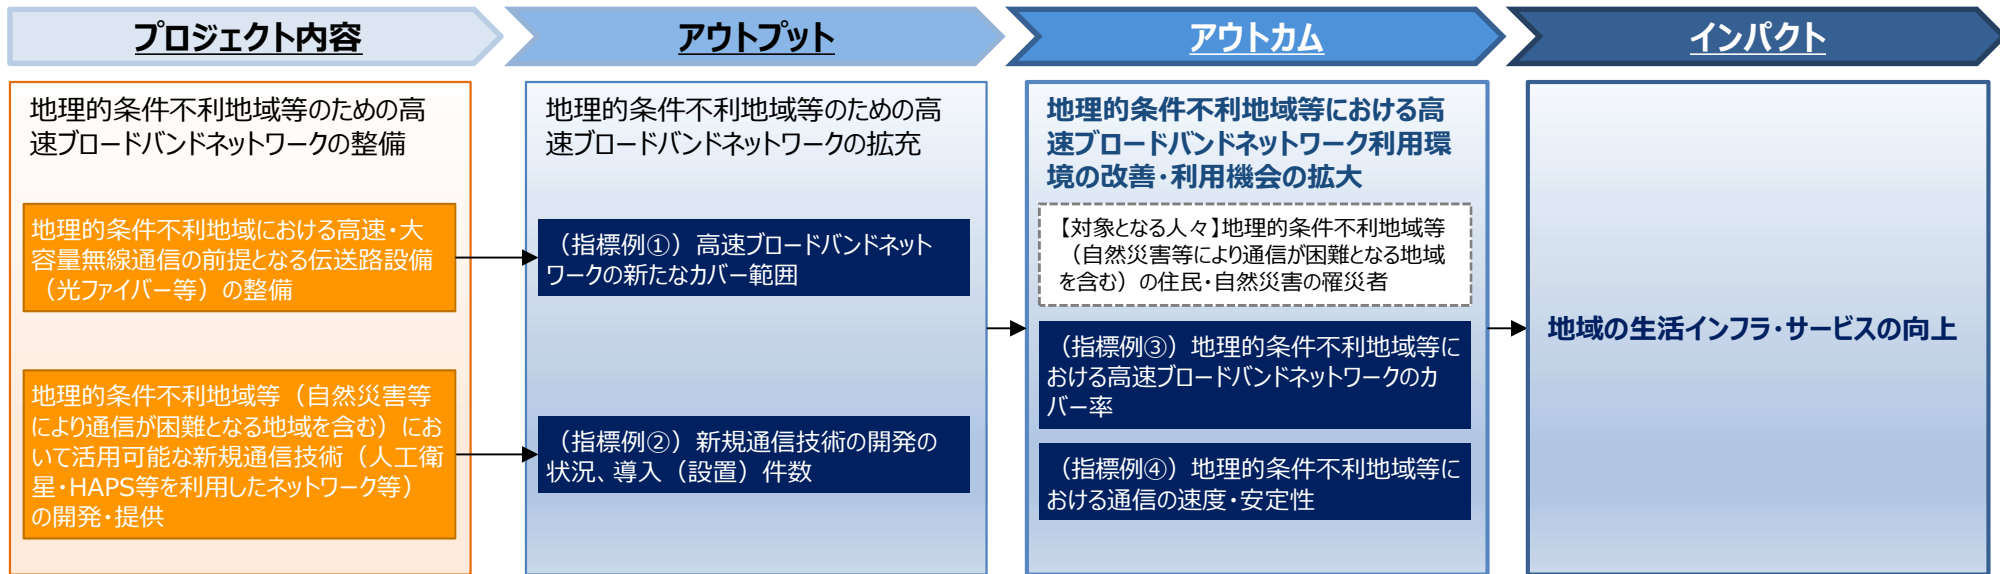 プロジェクト内容
アウトプット
アウトカム
インパクト
地理的条件不利地域等のための高
速ブロードバンドネットワークの整備
地理的条件不利地域における高速・大
容量無線通信の前提となる伝送路設備
（光ファイバー等）の整備
地理的条件不利地域等（自然災害等
により通信が困難となる地域を含む）にお
いて活用可能な新規通信技術（人工衛
星・HAPS等を利用したネットワーク等）
の開発・提供
地理的条件不利地域等のための高
速ブロードバンドネットワークの拡充
（指標例①）高速ブロードバンドネット
ワークの新たなカバー範囲
（指標例②）新規通信技術の開発の
状況、導入（設置）件数
地理的条件不利地域等における高
速ブロードバンドネットワーク利用環
境の改善・利用機会の拡大
【対象となる人々】地理的条件不利地域等
（自然災害等により通信が困難となる地域
を含む）の住民・自然災害の罹災者
（指標例③）地理的条件不利地域等に
おける高速ブロードバンドネットワークのカ
バー率
（指標例④）地理的条件不利地域等に
おける通信の速度・安定性
地域の生活インフラ・サービスの向上